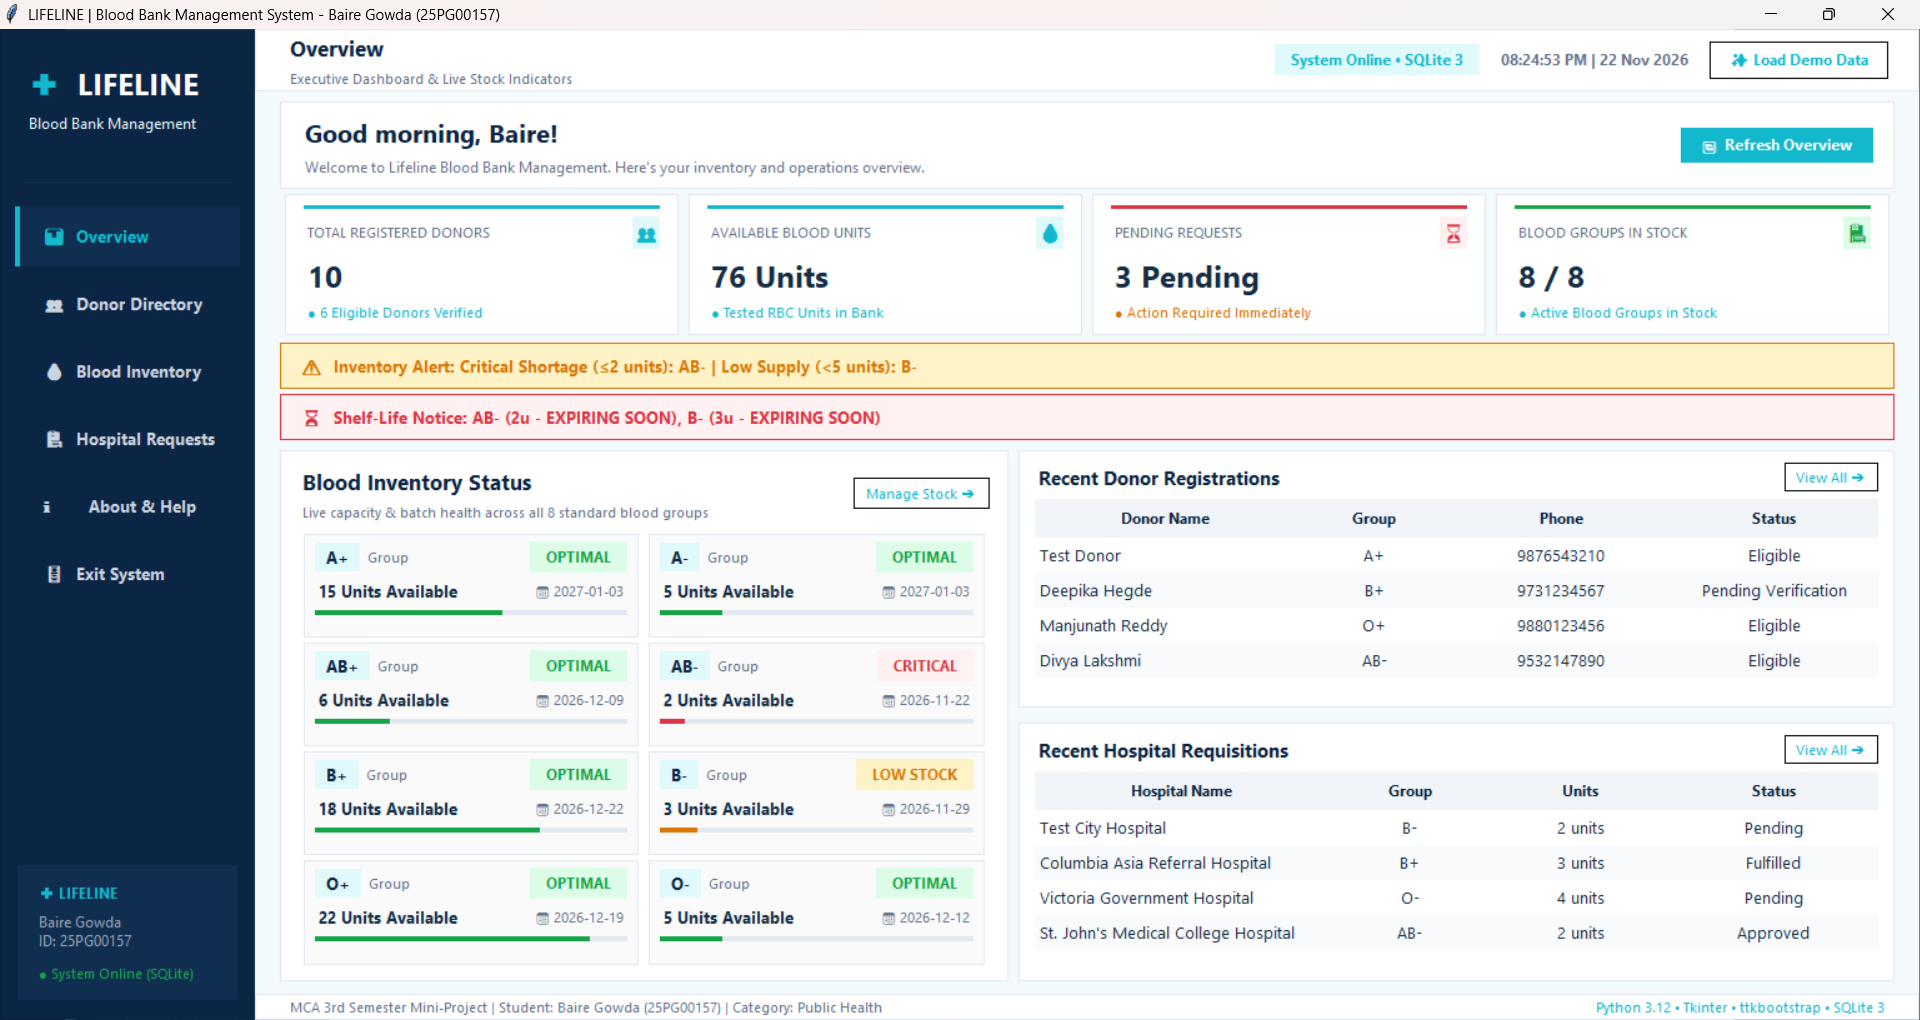 LIFELINE | Blood Bank Management System - Baire Gowda (25PG00157)
LIFELINE
Blood Bank Management
Overview
Donor Directory
Blood Inventory
Hospital Requests
About & Help
Exit System
LIFELINE
Baire Gowda
ID: 25PG00157
● System Online (SQLite)
Overview
Executive Dashboard & Live Stock Indicators
System Online • SQLite 3
08:24:53 PM | 22 Nov 2026
Load Demo Data
Good morning, Baire!
Welcome to Lifeline Blood Bank Management. Here's your inventory and operations overview.
Refresh Overview
TOTAL REGISTERED DONORS
10
● 6 Eligible Donors Verified
AVAILABLE BLOOD UNITS
76 Units
● Tested RBC Units in Bank
PENDING REQUESTS
3 Pending
● Action Required Immediately
BLOOD GROUPS IN STOCK
8 / 8
● Active Blood Groups in Stock
Inventory Alert: Critical Shortage (≤2 units): AB- | Low Supply (<5 units): B-
Shelf-Life Notice: AB- (2u - EXPIRING SOON), B- (3u - EXPIRING SOON)
Blood Inventory Status
Live capacity & batch health across all 8 standard blood groups
Manage Stock ➔
A+ Group OPTIMAL
15 Units Available 2027-01-03
A- Group OPTIMAL
5 Units Available 2027-01-03
AB+ Group OPTIMAL
6 Units Available 2026-12-09
AB- Group CRITICAL
2 Units Available 2026-11-22
B+ Group OPTIMAL
18 Units Available 2026-12-22
B- Group LOW STOCK
3 Units Available 2026-11-29
O+ Group OPTIMAL
22 Units Available 2026-12-19
O- Group OPTIMAL
5 Units Available 2026-12-12
Recent Donor Registrations
View All ➔
Donor Name Group Phone Status
Test Donor A+ 9876543210 Eligible
Deepika Hegde B+ 9731234567 Pending Verification
Manjunath Reddy O+ 9880123456 Eligible
Divya Lakshmi AB- 9532147890 Eligible
Recent Hospital Requisitions
View All ➔
Hospital Name Group Units Status
Test City Hospital B- 2 units Pending
Columbia Asia Referral Hospital B+ 3 units Fulfilled
Victoria Government Hospital O- 4 units Pending
St. John's Medical College Hospital AB- 2 units Approved
MCA 3rd Semester Mini-Project | Student: Baire Gowda (25PG00157) | Category: Public Health
Python 3.12 • Tkinter • ttkbootstrap • SQLite 3